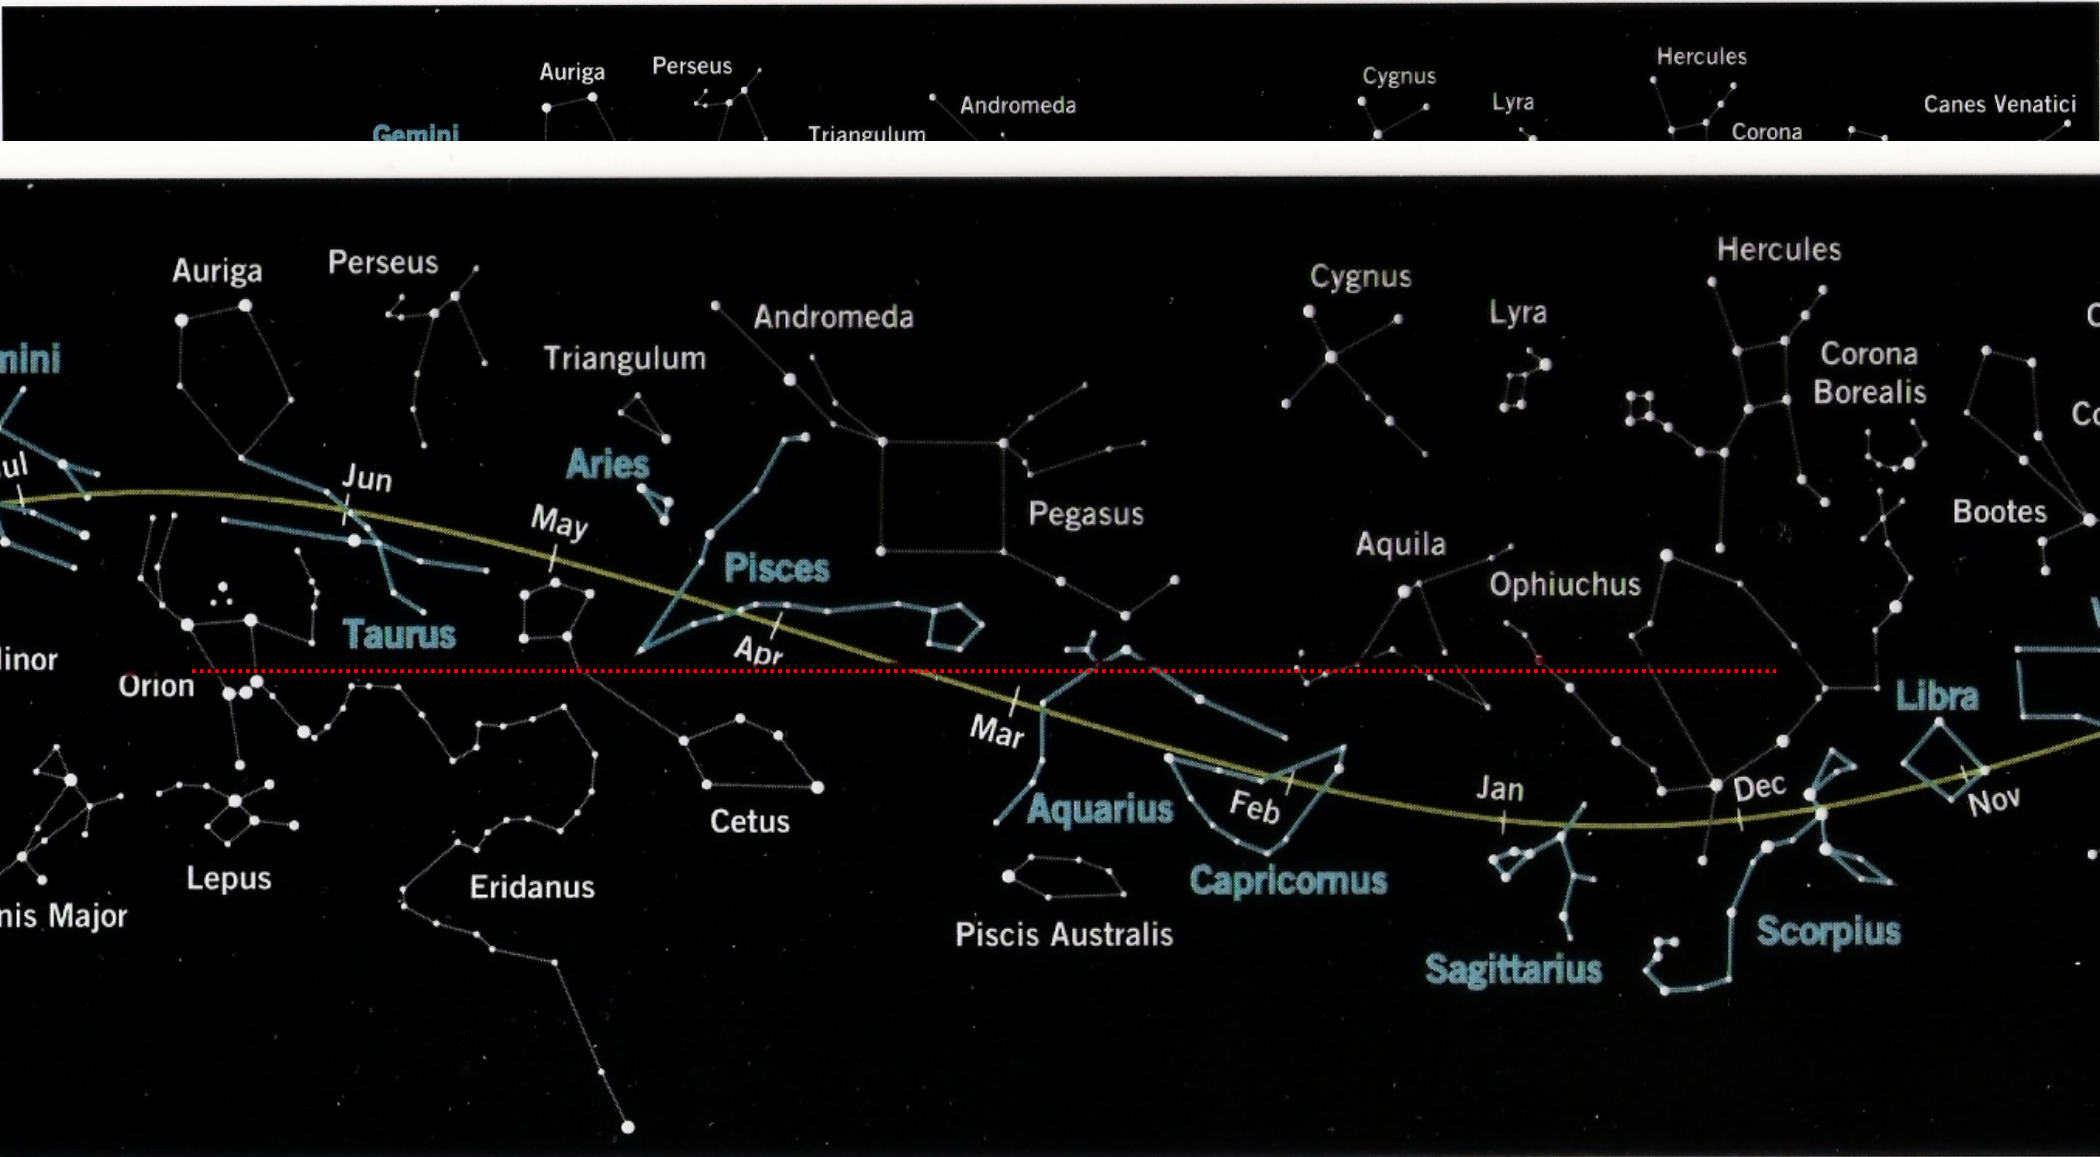 Hercules
Auriga
Perseus
Cygnus
Lyra
Andromeda
Canes Venatici
Gemini
Triangulum
Corona
Hercules
Auriga
Perseus
Cygnus
Andromeda
Lyra
mini
Triangulum
Corona
Borealis
Aries
ul
Jun
May
Pegasus
Bootes
Aquila
Pisces
Ophiuchus
Taurus
Apr
linor
Orion
Mar
Libra
Jan
Dec
Feb
Nov
Aquarius
Cetus
Lepus
Eridanus
Capricornus
nis Major
Piscis Australis
Scorpius
Sagittarius